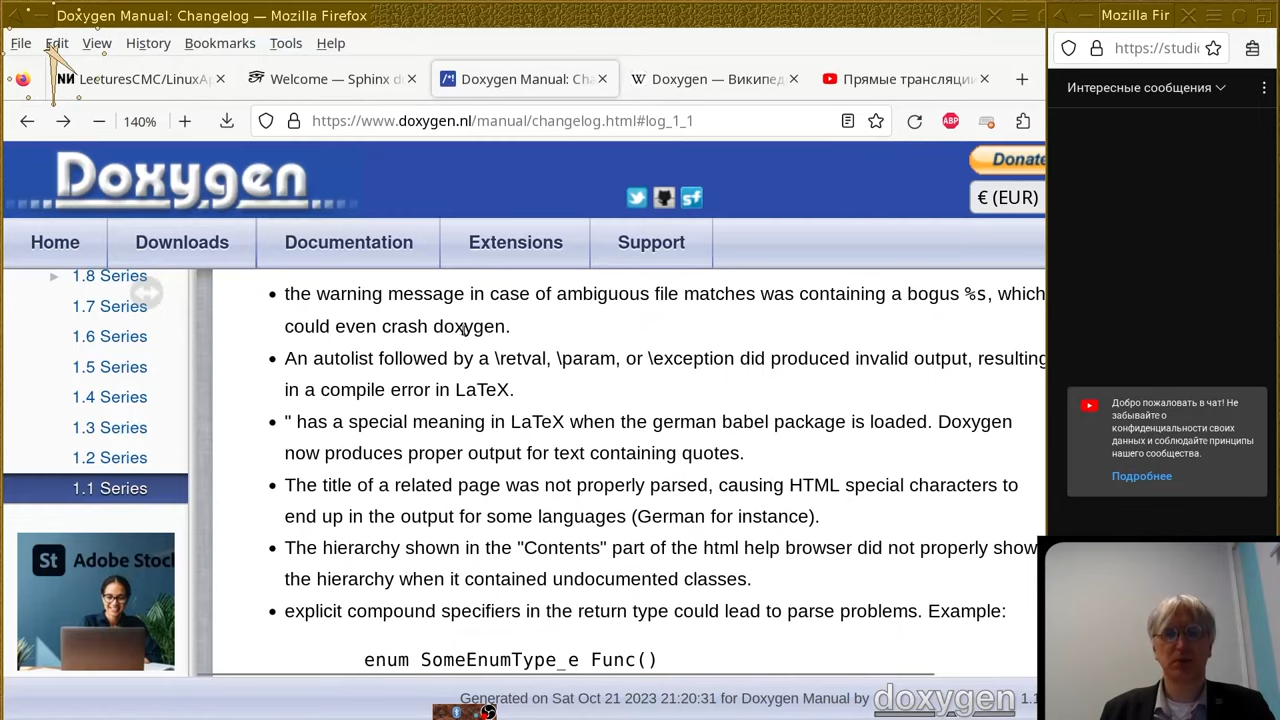 Doxygen Manual: Changelog — Mozilla Firefox
Mozilla Fir
File Edit View History Bookmarks Tools Help
LecturesCMC/LinuxAp
Welcome — Sphinx d
Doxygen Manual: Cha
Doxygen — Википед
Прямые трансляци
140%
https://www.doxygen.nl/manual/changelog.html#log_1_1
ABP
https://studi
Интересные сообщения
Doxygen
Donate
€ (EUR)
Home Downloads Documentation Extensions Support
1.8 Series
1.7 Series
1.6 Series
1.5 Series
1.4 Series
1.3 Series
1.2 Series
1.1 Series
St Adobe Stoc
• the warning message in case of ambiguous file matches was containing a bogus %s, which
could even crash doxygen.
• An autolist followed by a \retval, \param, or \exception did produced invalid output, resulting
in a compile error in LaTeX.
• " has a special meaning in LaTeX when the german babel package is loaded. Doxygen
now produces proper output for text containing quotes.
• The title of a related page was not properly parsed, causing HTML special characters to
end up in the output for some languages (German for instance).
• The hierarchy shown in the "Contents" part of the html help browser did not properly show
the hierarchy when it contained undocumented classes.
• explicit compound specifiers in the return type could lead to parse problems. Example:
enum SomeEnumType_e Func()
Generated on Sat Oct 21 2023 21:20:31 for Doxygen Manual by doxygen 1.1
Добро пожаловать в чат! Не
забывайте о
конфиденциальности своих
данных и соблюдайте принципы
нашего сообщества.
Подробнее